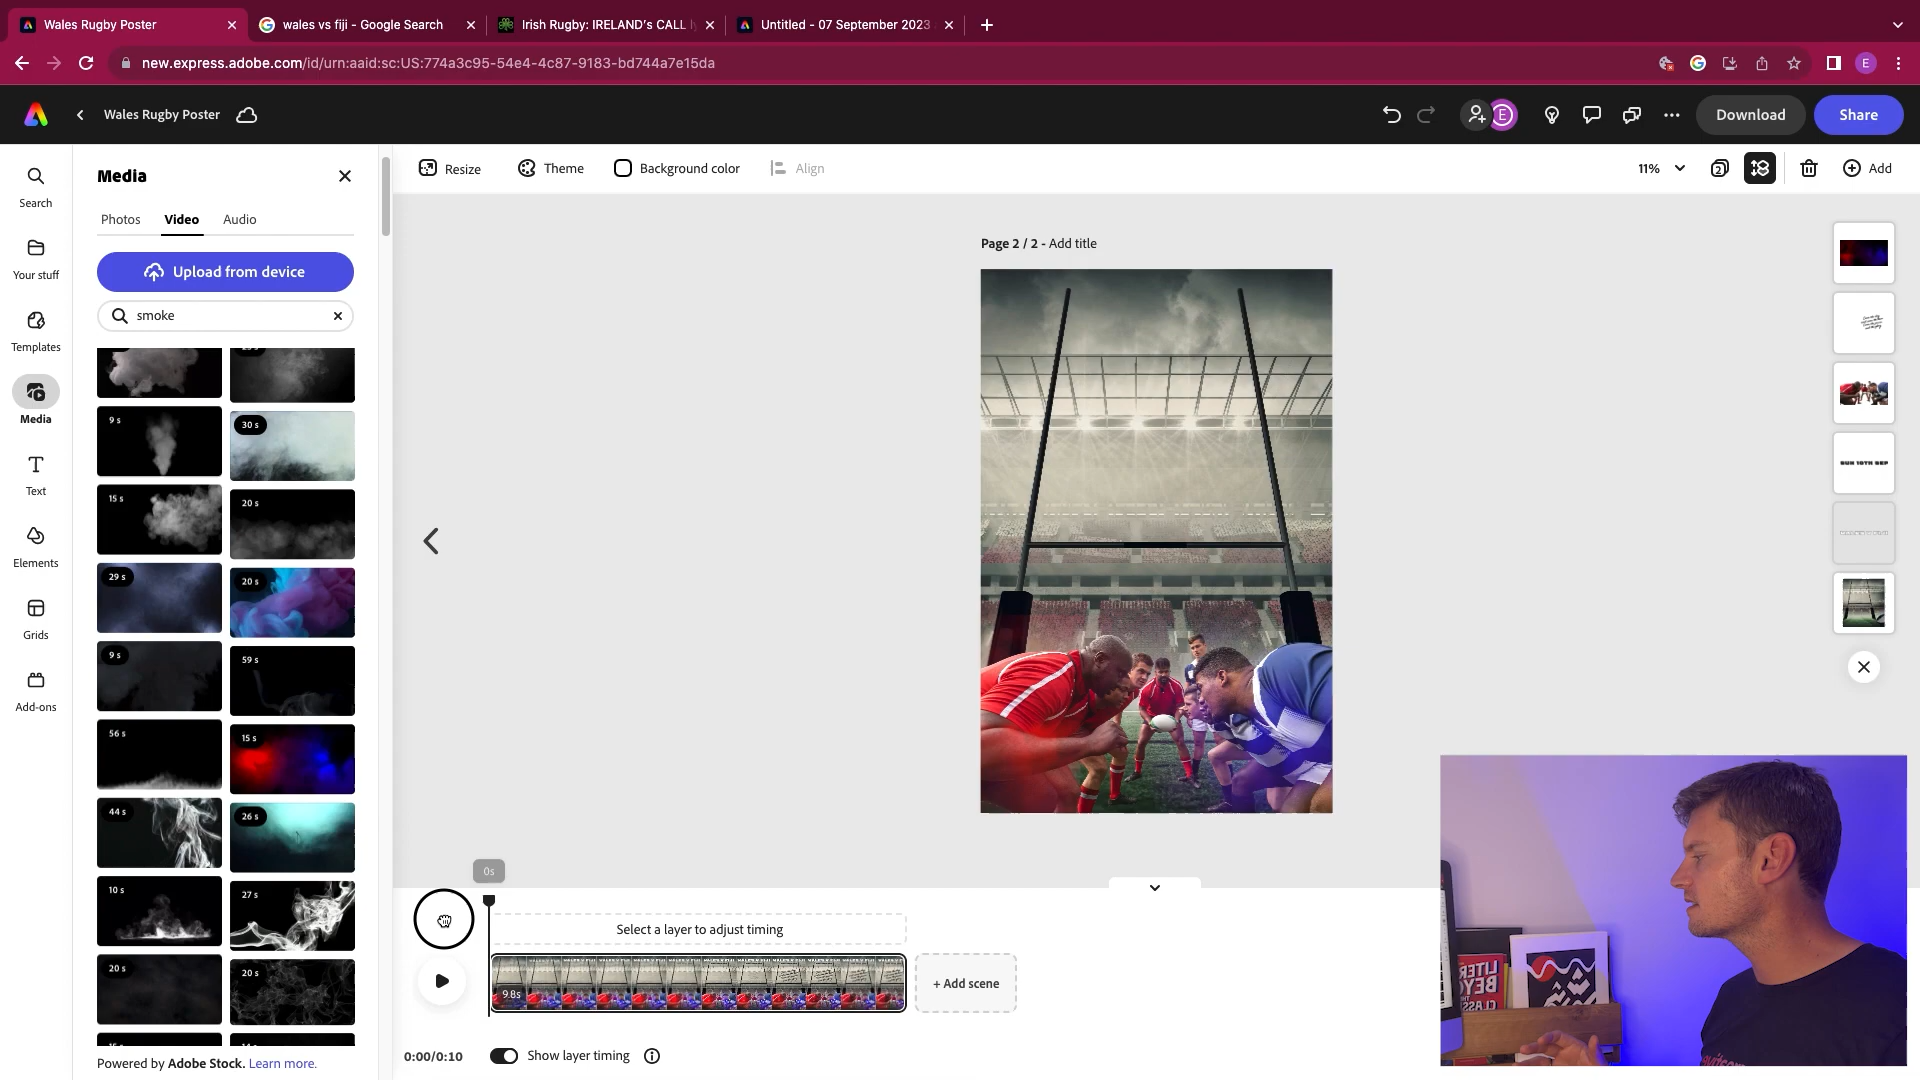 Wales Rugby Poster
wales vs fiji - Google Search
Irish Rugby: IRELAND's CALL
Untitled - 07 September 2023
new.express.adobe.com/id/urn:aaid:sc:US:774a3c95-54e4-4c87-9183-bd744a7e15da
E
Wales Rugby Poster
E
Download
Share
Search
Your stuff
Templates
Media
Text
Elements
Grids
Add-ons
Media
Photos
Video
Audio
Upload from device
smoke
9 s
30 s
15 s
20 s
29 s
20 s
9 s
59 s
56 s
15 s
44 s
26 s
10 s
27 s
20 s
20 s
Powered by Adobe Stock. Learn more.
Resize
Theme
Background color
Align
11%
2
Add
Page 2 / 2 - Add title
SUN 10TH SEP
0s
Select a layer to adjust timing
9.8s
+ Add scene
0:00/0:10
Show layer timing